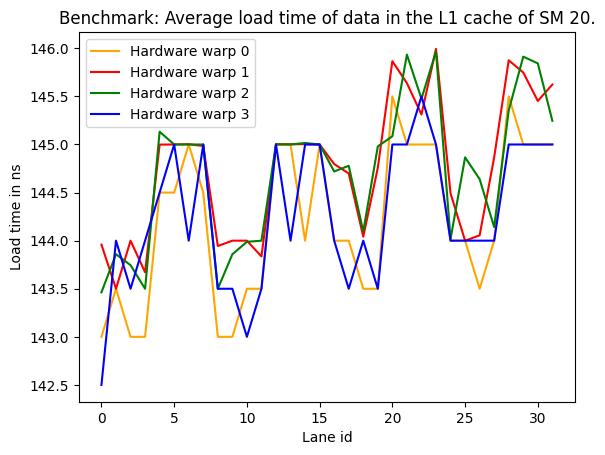 Benchmark: Average load time of data in the L1 cache of SM 20.
Hardware warp 0
Hardware warp 1
Hardware warp 2
Hardware warp 3
Load time in ns
146.0
145.5
145.0
144.5
144.0
143.5
143.0
142.5
0 5 10 15 20 25 30
Lane id